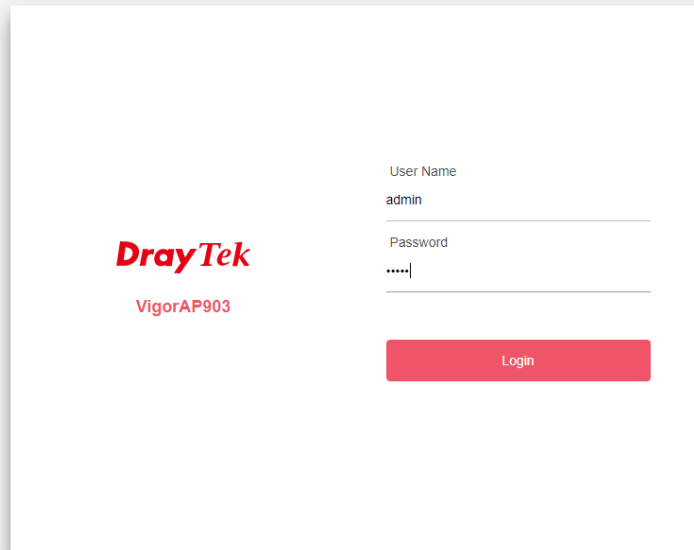 User Name
admin
Password
•••••
DrayTek
VigorAP903
Login